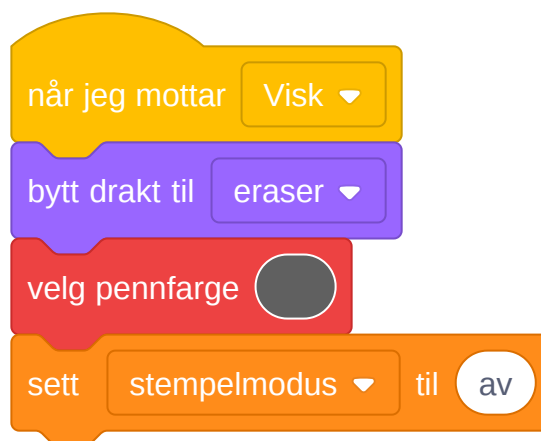 når jeg mottar Visk
bytt drakt til eraser
velg pennfarge
sett stempelmodus til av